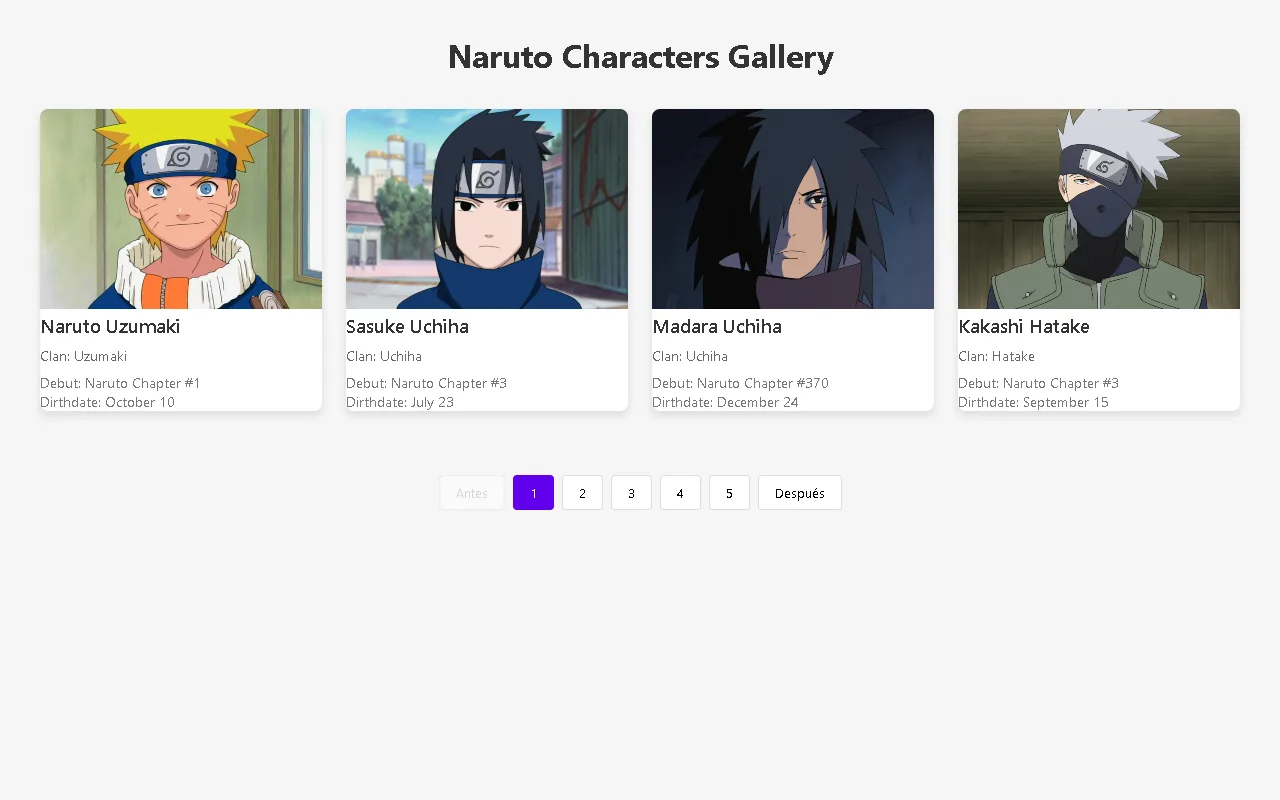 Naruto Characters Gallery
Naruto Uzumaki
Clan: Uzumaki
Debut: Naruto Chapter #1
Dirthdate: October 10
Sasuke Uchiha
Clan: Uchiha
Debut: Naruto Chapter #3
Dirthdate: July 23
Madara Uchiha
Clan: Uchiha
Debut: Naruto Chapter #370
Dirthdate: December 24
Kakashi Hatake
Clan: Hatake
Debut: Naruto Chapter #3
Dirthdate: September 15
Antes 1 2 3 4 5 Después